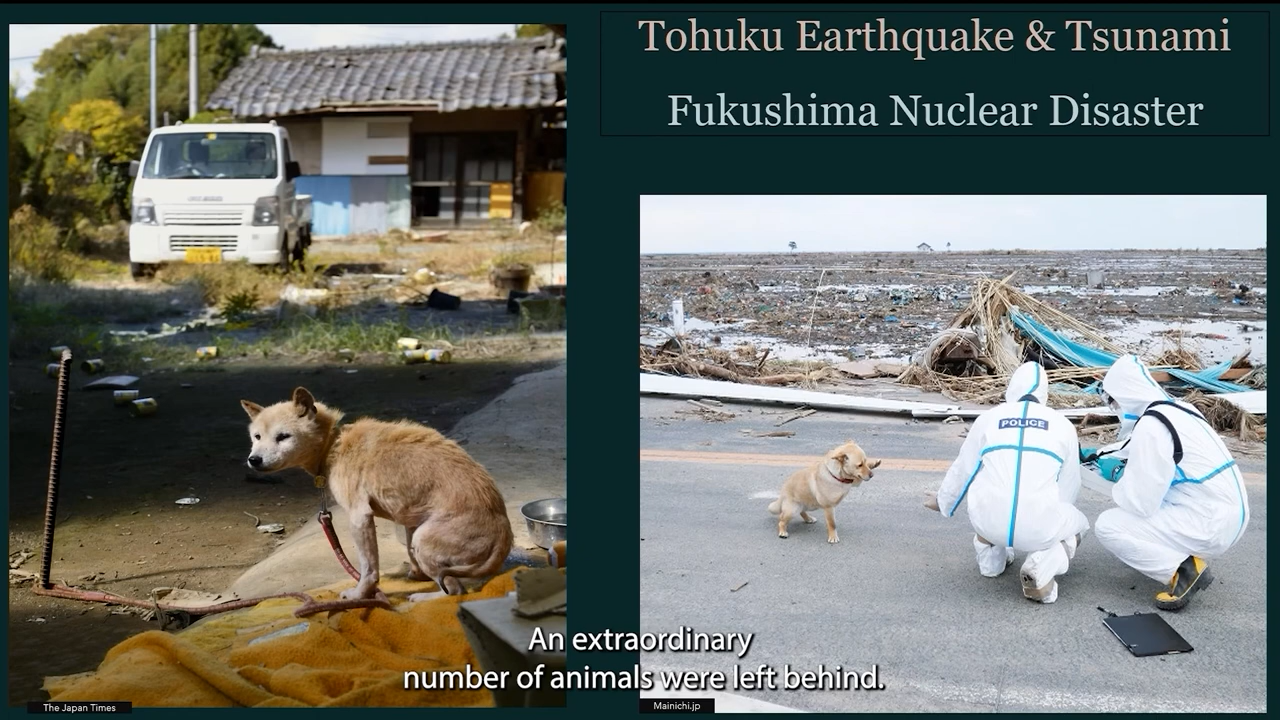 Tohuku Earthquake & Tsunami
Fukushima Nuclear Disaster
POLICE
An extraordinary
number of animals were left behind.
The Japan Times
Mainichi.jp